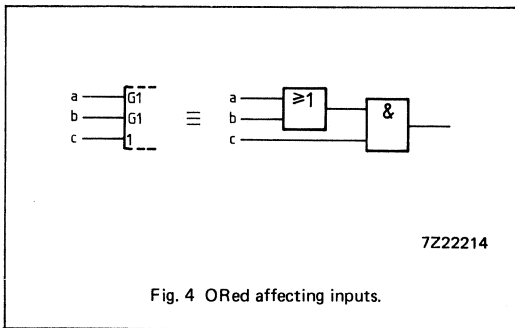 a G1 a ≥1
b G1 ≡ b &
c 1 c
7Z22214
Fig. 4 ORed affecting inputs.